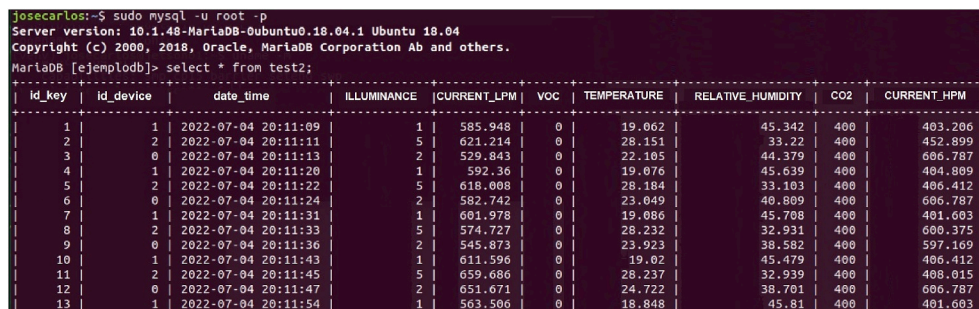 josecarlos:~$ sudo mysql -u root -p
Server version: 10.1.48-MariaDB-0ubuntu0.18.04.1 Ubuntu 18.04
Copyright (c) 2000, 2018, Oracle, MariaDB Corporation Ab and others.
MariaDB [ejemplodb]> select * from test2;
| id_key | id_device | date_time | ILLUMINANCE | CURRENT_LPM | VOC | TEMPERATURE | RELATIVE_HUMIDITY | CO2 | CURRENT_HPM
| 1 | 1 | 2022-07-04 20:11:09 | 1 | 585.948 | 0 | 19.062 | 45.342 | 400 | 403.206
| 2 | 2 | 2022-07-04 20:11:11 | 5 | 621.214 | 0 | 28.151 | 33.22 | 400 | 452.899
| 3 | 0 | 2022-07-04 20:11:13 | 2 | 529.843 | 0 | 22.105 | 44.379 | 400 | 606.787
| 4 | 1 | 2022-07-04 20:11:20 | 1 | 592.36 | 0 | 19.076 | 45.639 | 400 | 404.809
| 5 | 2 | 2022-07-04 20:11:22 | 5 | 618.008 | 0 | 28.184 | 33.103 | 400 | 406.412
| 6 | 0 | 2022-07-04 20:11:24 | 2 | 582.742 | 0 | 23.049 | 40.809 | 400 | 606.787
| 7 | 1 | 2022-07-04 20:11:31 | 1 | 601.978 | 0 | 19.086 | 45.708 | 400 | 401.603
| 8 | 2 | 2022-07-04 20:11:33 | 5 | 574.727 | 0 | 28.232 | 32.931 | 400 | 600.375
| 9 | 0 | 2022-07-04 20:11:36 | 2 | 545.873 | 0 | 23.923 | 38.582 | 400 | 597.169
| 10 | 1 | 2022-07-04 20:11:43 | 1 | 611.596 | 0 | 19.02 | 45.479 | 400 | 406.412
| 11 | 2 | 2022-07-04 20:11:45 | 5 | 659.686 | 0 | 28.237 | 32.939 | 400 | 408.015
| 12 | 0 | 2022-07-04 20:11:47 | 2 | 651.671 | 0 | 24.722 | 38.701 | 400 | 606.787
| 13 | 1 | 2022-07-04 20:11:54 | 1 | 563.506 | 0 | 18.848 | 45.81 | 400 | 401.603